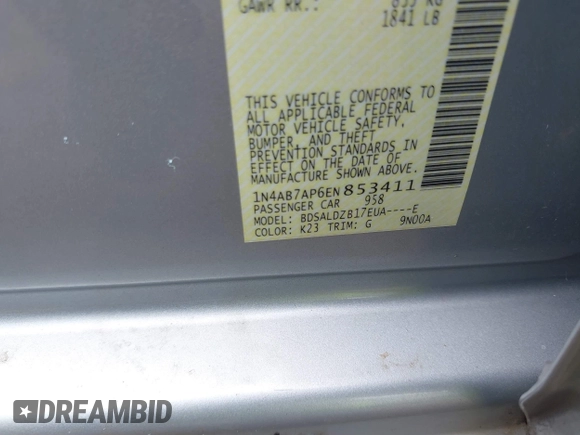 GAWR RR.:
1841 LB
THIS VEHICLE CONFORMS TO
ALL APPLICABLE FEDERAL
MOTOR VEHICLE SAFETY,
BUMPER, AND THEFT
PREVENTION STANDARDS IN
EFFECT ON THE DATE OF
MANUFACTURE SHOWN ABOVE.
1N4AB7AP6EN853411
PASSENGER CAR 958
MODEL: BDSALDZB17EUA----E
COLOR: K23 TRIM: G 9N00A
DREAMBID